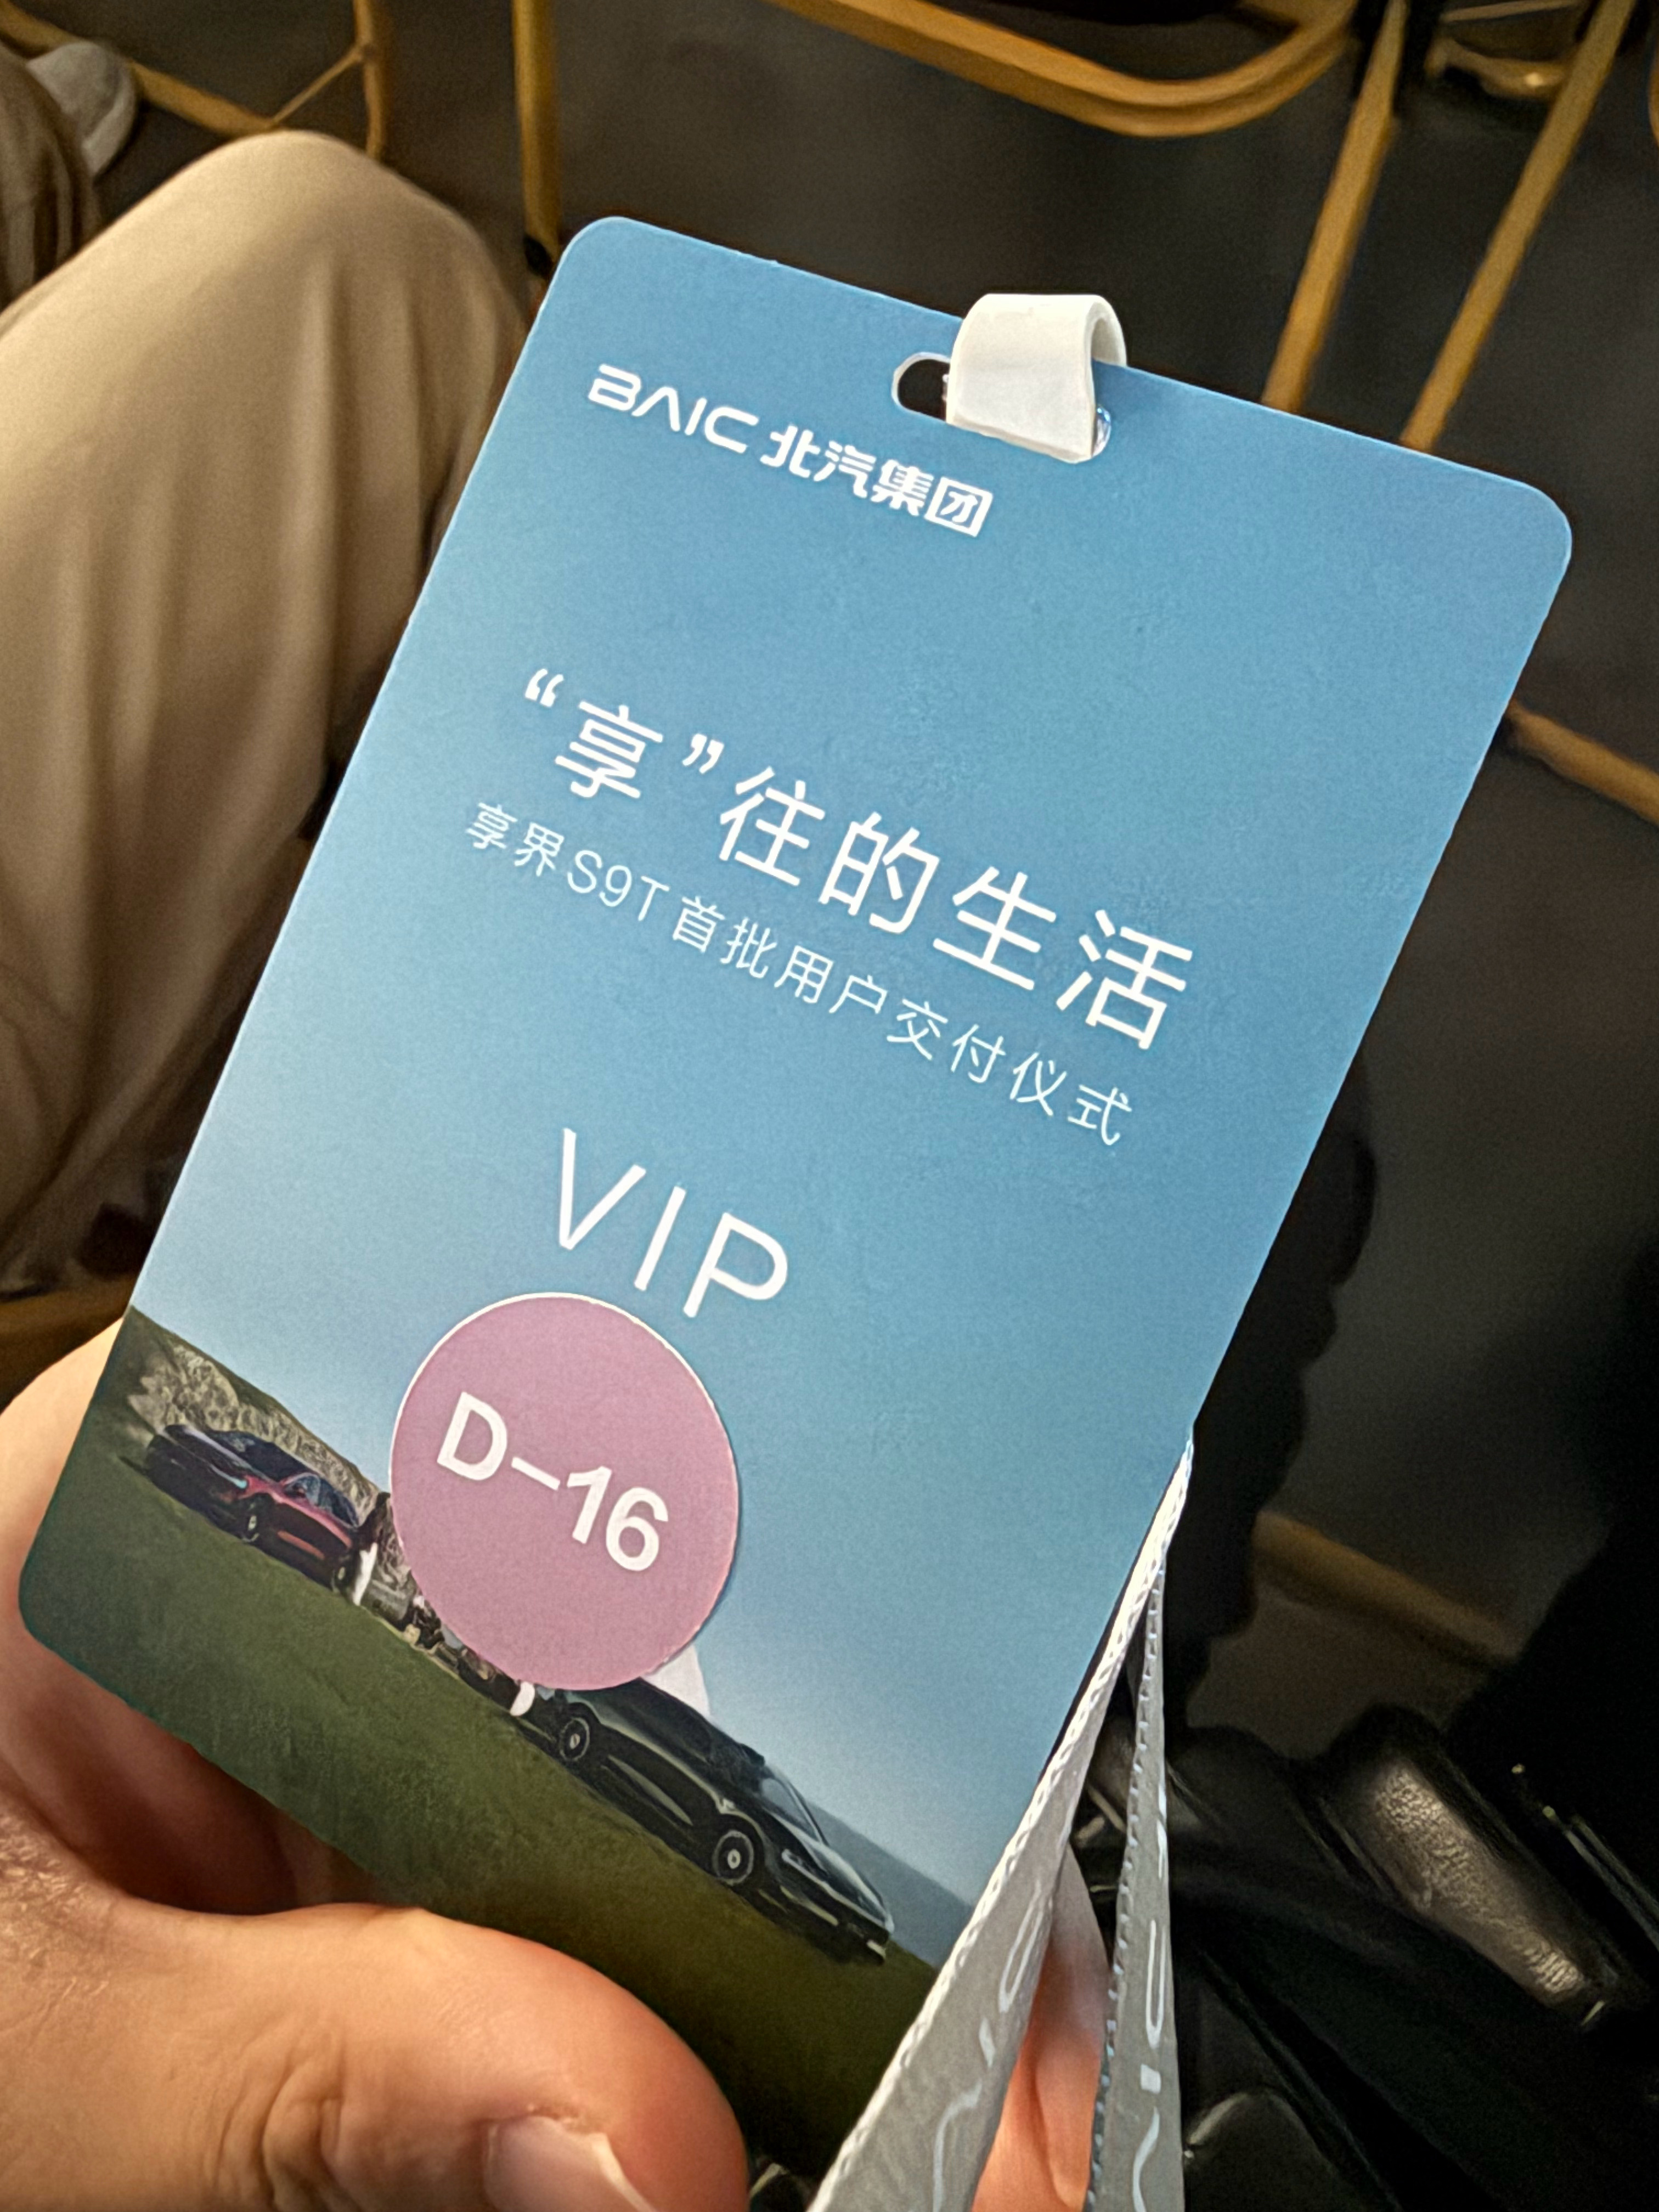 BAIC 北汽集团
“享”往的生活
享界S9T首批用户交付仪式
VIP
D-16